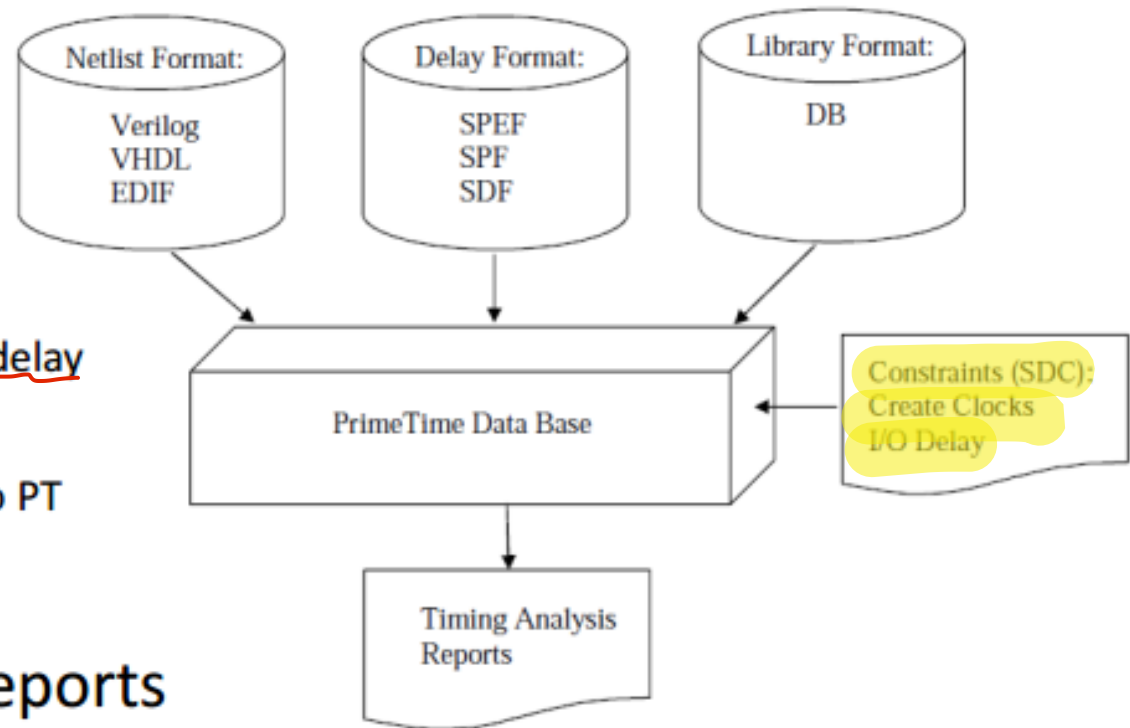 Netlist Format:
Verilog
VHDL
EDIF
Delay Format:
SPEF
SPF
SDF
Library Format:
DB
delay
PrimeTime Data Base
Constraints (SDC):
Create Clocks
I/O Delay
PT
Timing Analysis
Reports
eports